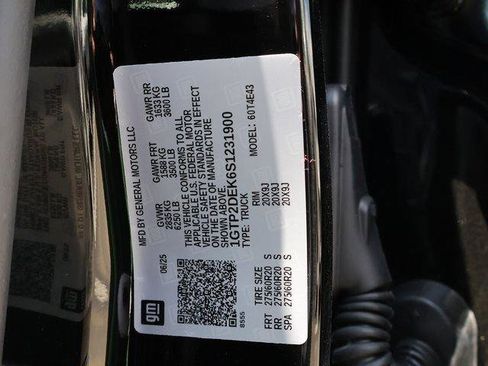 MFD BY GENERAL MOTORS LLC
06/25
GVWR
2835 KG
6250 LB
GAWR FRT
1588 KG
3500 LB
GAWR RR
1633 KG
3600 LB
THIS VEHICLE CONFORMS TO ALL
APPLICABLE U.S. FEDERAL MOTOR
VEHICLE SAFETY STANDARDS IN EFFECT
ON THE DATE OF MANUFACTURE
SHOWN ABOVE.
1GTP2DEK6S1231900
TYPE: TRUCK
MODEL: 60T4E43
gm
8555
TIRE SIZE RIM
FRT 275/60R20 S 20X9J
RR 275/60R20 S 20X9J
SPA 275/60R20 S 20X9J